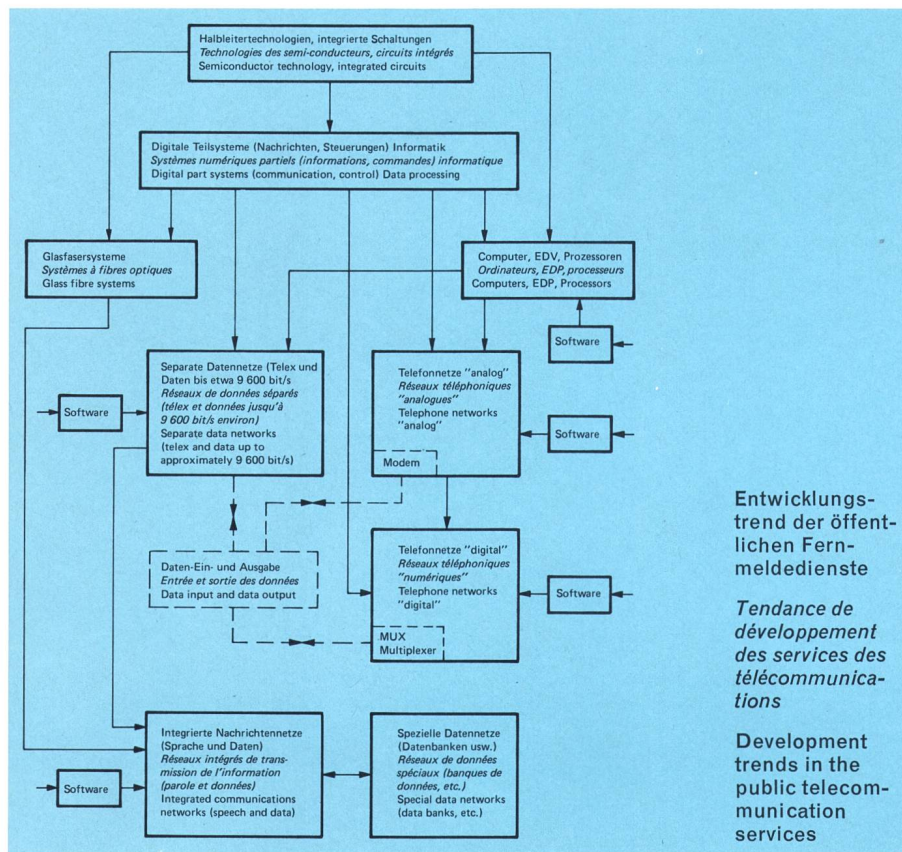 Halbleitertechnologien, integrierte Schaltungen
Technologies des semi-conducteurs, circuits intégrés
Semiconductor technology, integrated circuits
Digitale Teilsysteme (Nachrichten, Steuerungen) Informatik
Systèmes numériques partiels (informations, commandes) informatique
Digital part systems (communication, control) Data processing
Glasfasersysteme
Systèmes à fibres optiques
Glass fibre systems
Computer, EDV, Prozessoren
Ordinateurs, EDP, processeurs
Computers, EDP, Processors
Software
Separate Datennetze (Telex und
Daten bis etwa 9 600 bit/s
Réseaux de données séparés
(télex et données jusqu'à
9 600 bit/s environ)
Separate data networks
(telex and data up to
approximately 9 600 bit/s)
Software
Telefonnetze "analog"
Réseaux téléphoniques
"analogues"
Telephone networks
"analog"
Modem
Software
Daten-Ein- und Ausgabe
Entrée et sortie des données
Data input and data output
Telefonnetze "digital"
Réseaux téléphoniques
"numériques"
Telephone networks
"digital"
MUX
Multiplexer
Software
Integrierte Nachrichtennetze
(Sprache und Daten)
Réseaux intégrés de trans-
mission de l'information
(parole et données)
Integrated communications
networks (speech and data)
Software
Spezielle Datennetze
(Datenbanken usw.)
Réseaux de données
spéciaux (banques de
données, etc.)
Special data networks
(data banks, etc.)
Entwicklungs-
trend der öffent-
lichen Fern-
meldedienste
Tendance de
développement
des services des
télécommunica-
tions
Development
trends in the
public telecom-
munication
services